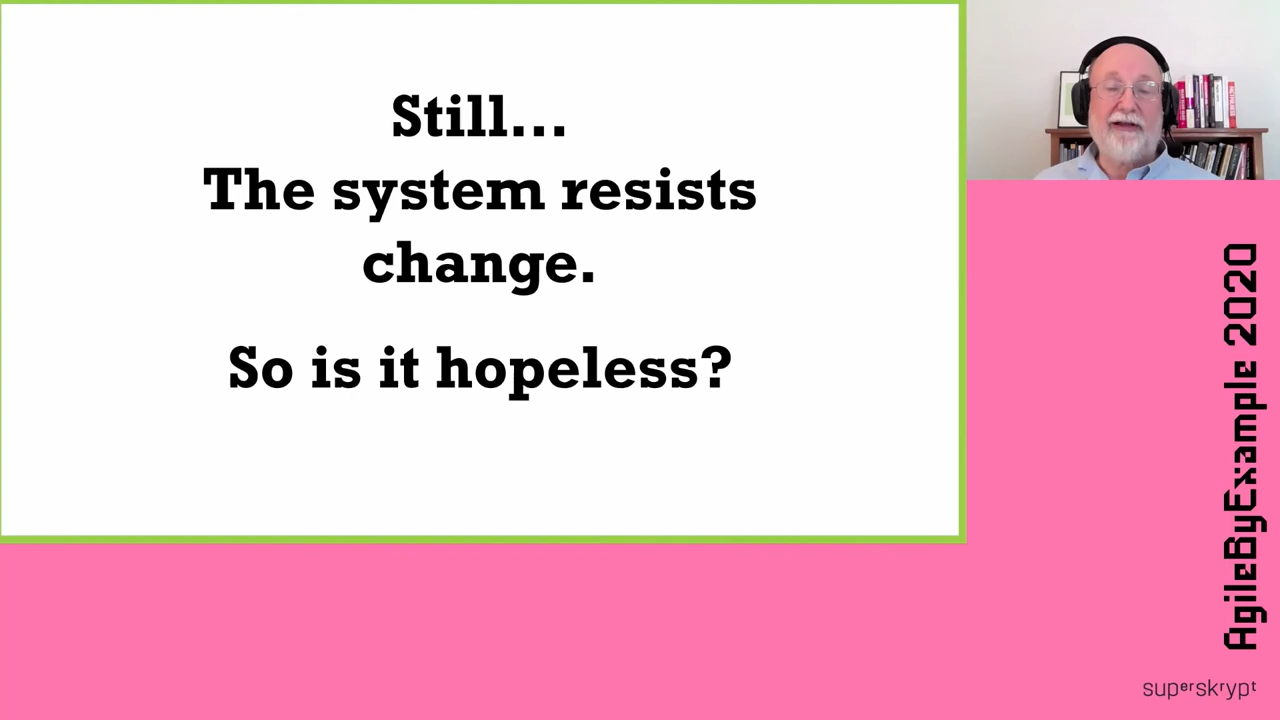 Still...
The system resists
change.
So is it hopeless?
AgileByExample 2020
superskrypt